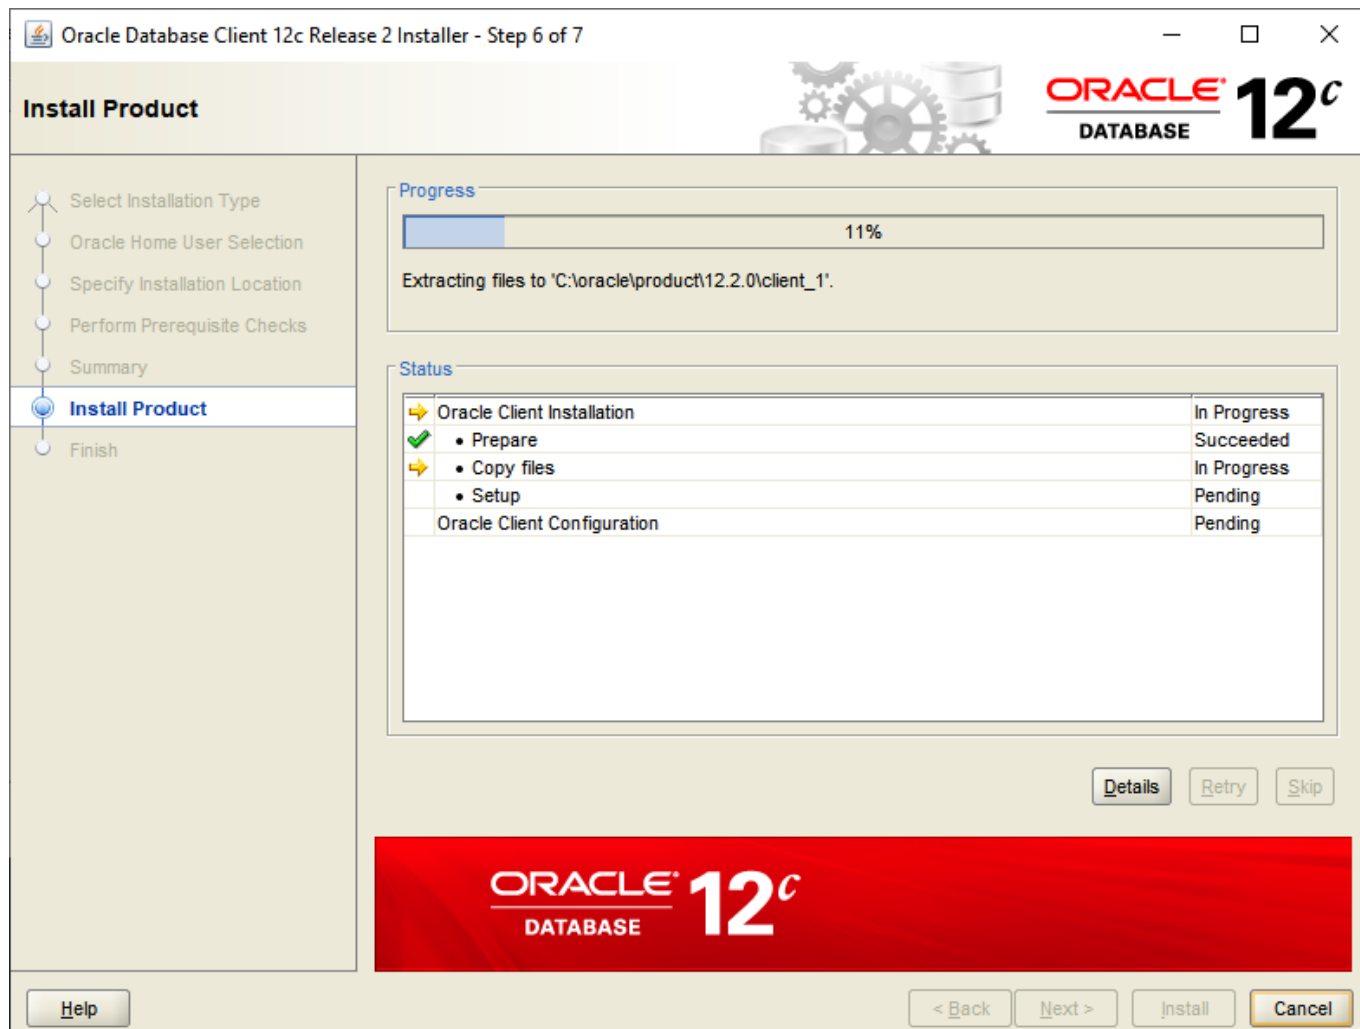 Oracle Database Client 12c Release 2 Installer - Step 6 of 7
Install Product
ORACLE
DATABASE
12c
Select Installation Type
Oracle Home User Selection
Specify Installation Location
Perform Prerequisite Checks
Summary
Install Product
Finish
Progress
11%
Extracting files to 'C:\oracle\product\12.2.0\client_1'.
Status
Oracle Client Installation In Progress
• Prepare Succeeded
• Copy files In Progress
• Setup Pending
Oracle Client Configuration Pending
Details Retry Skip
ORACLE
DATABASE
12c
Help < Back Next > Install Cancel